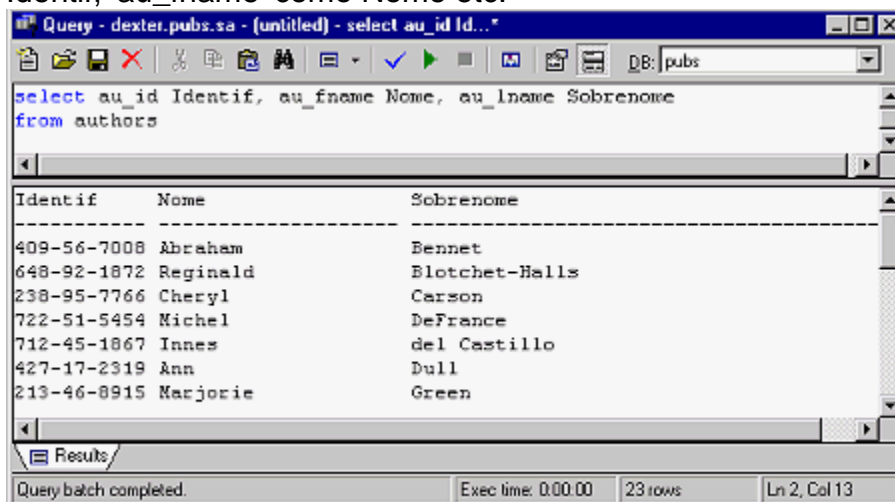 Query - dexter.pubs.sa - (untitled) - select au_id Id...*
DB: pubs
select au_id Identif, au_fname Nome, au_lname Sobrenome
from authors
Identif Nome Sobrenome
----------- -------------------- ----------------------------------------
409-56-7008 Abraham Bennet
648-92-1872 Reginald Blotchet-Halls
238-95-7766 Cheryl Carson
722-51-5454 Michel DeFrance
712-45-1867 Innes del Castillo
427-17-2319 Ann Dull
213-46-8915 Marjorie Green
Results
Query batch completed. Exec time: 0:00:00 23 rows Ln 2, Col 13